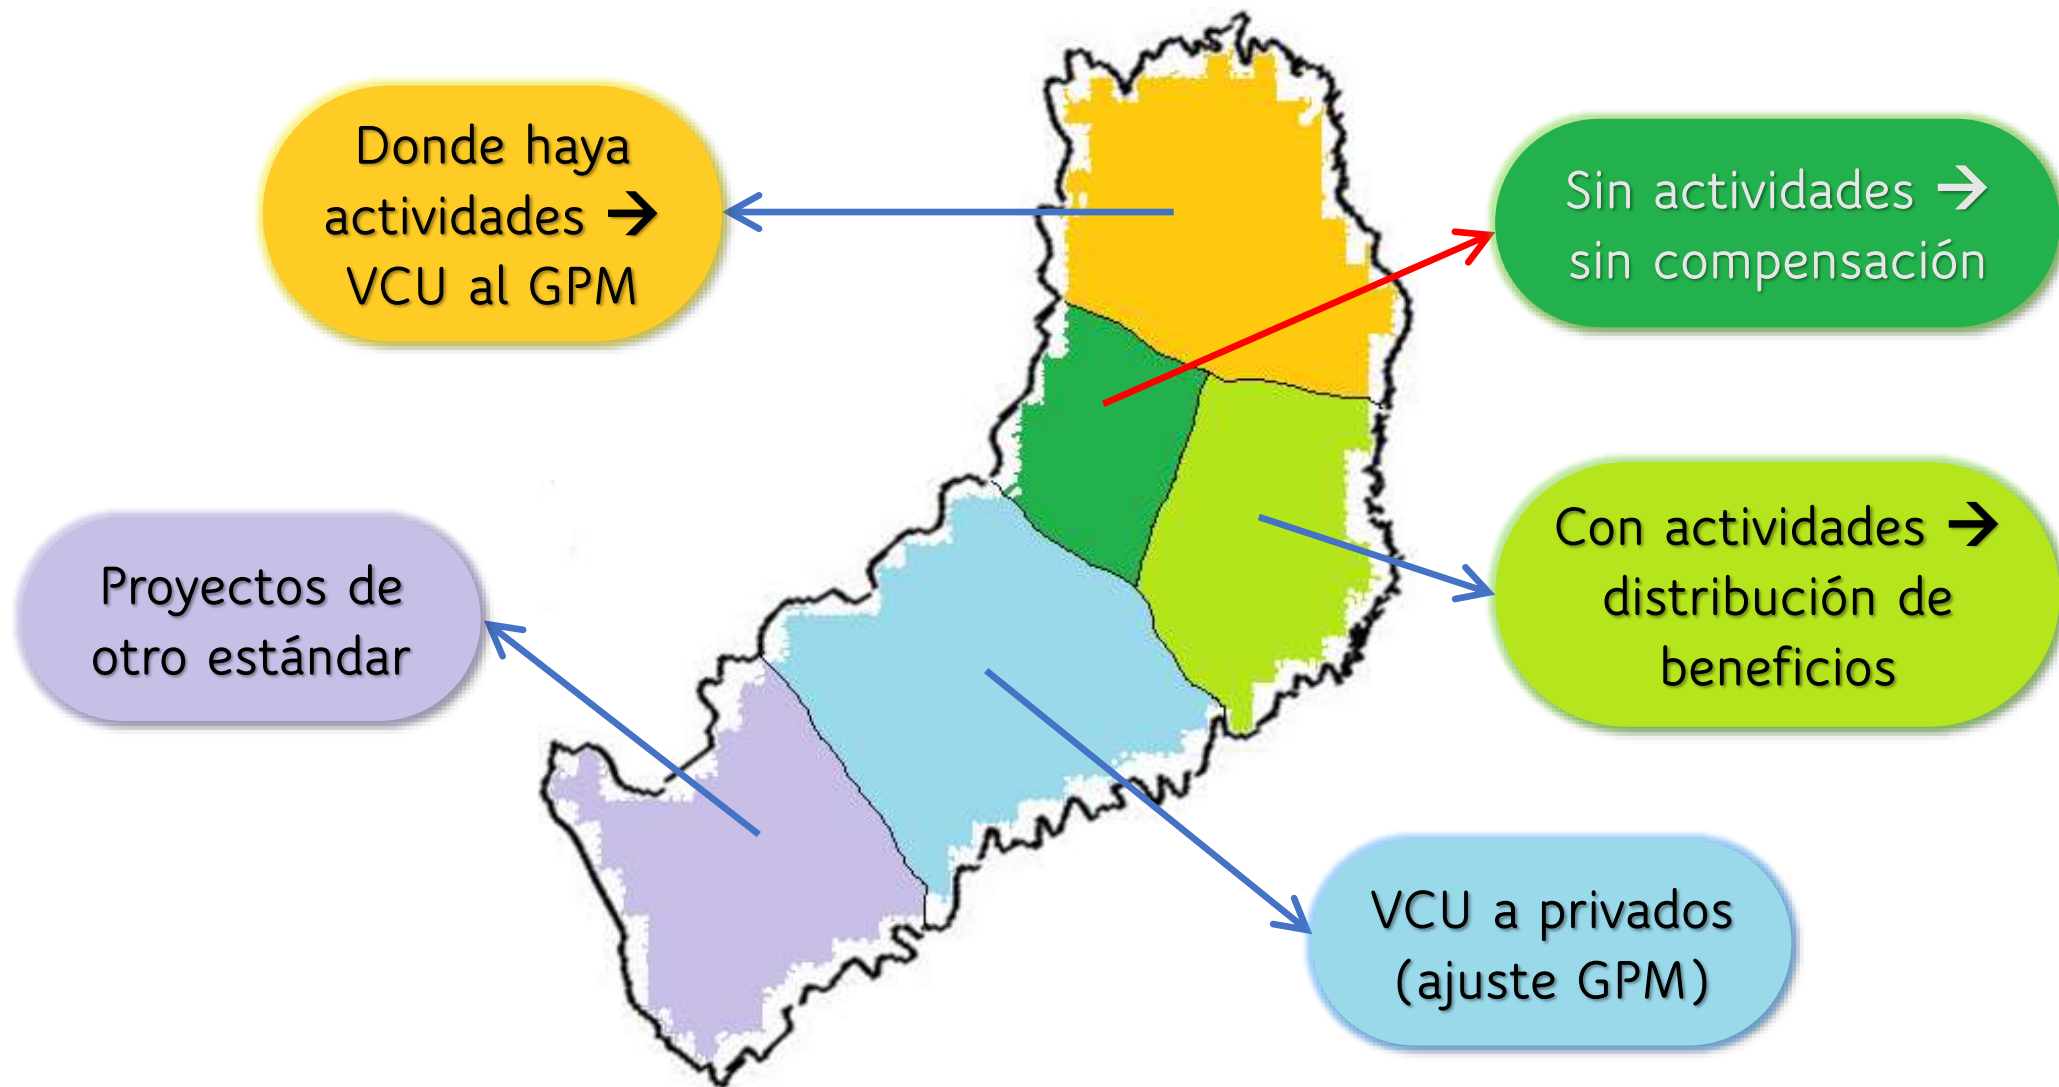 Donde haya
actividades →
VCU al GPM
Sin actividades →
sin compensación
Proyectos de
otro estándar
Con actividades →
distribución de
beneficios
VCU a privados
(ajuste GPM)